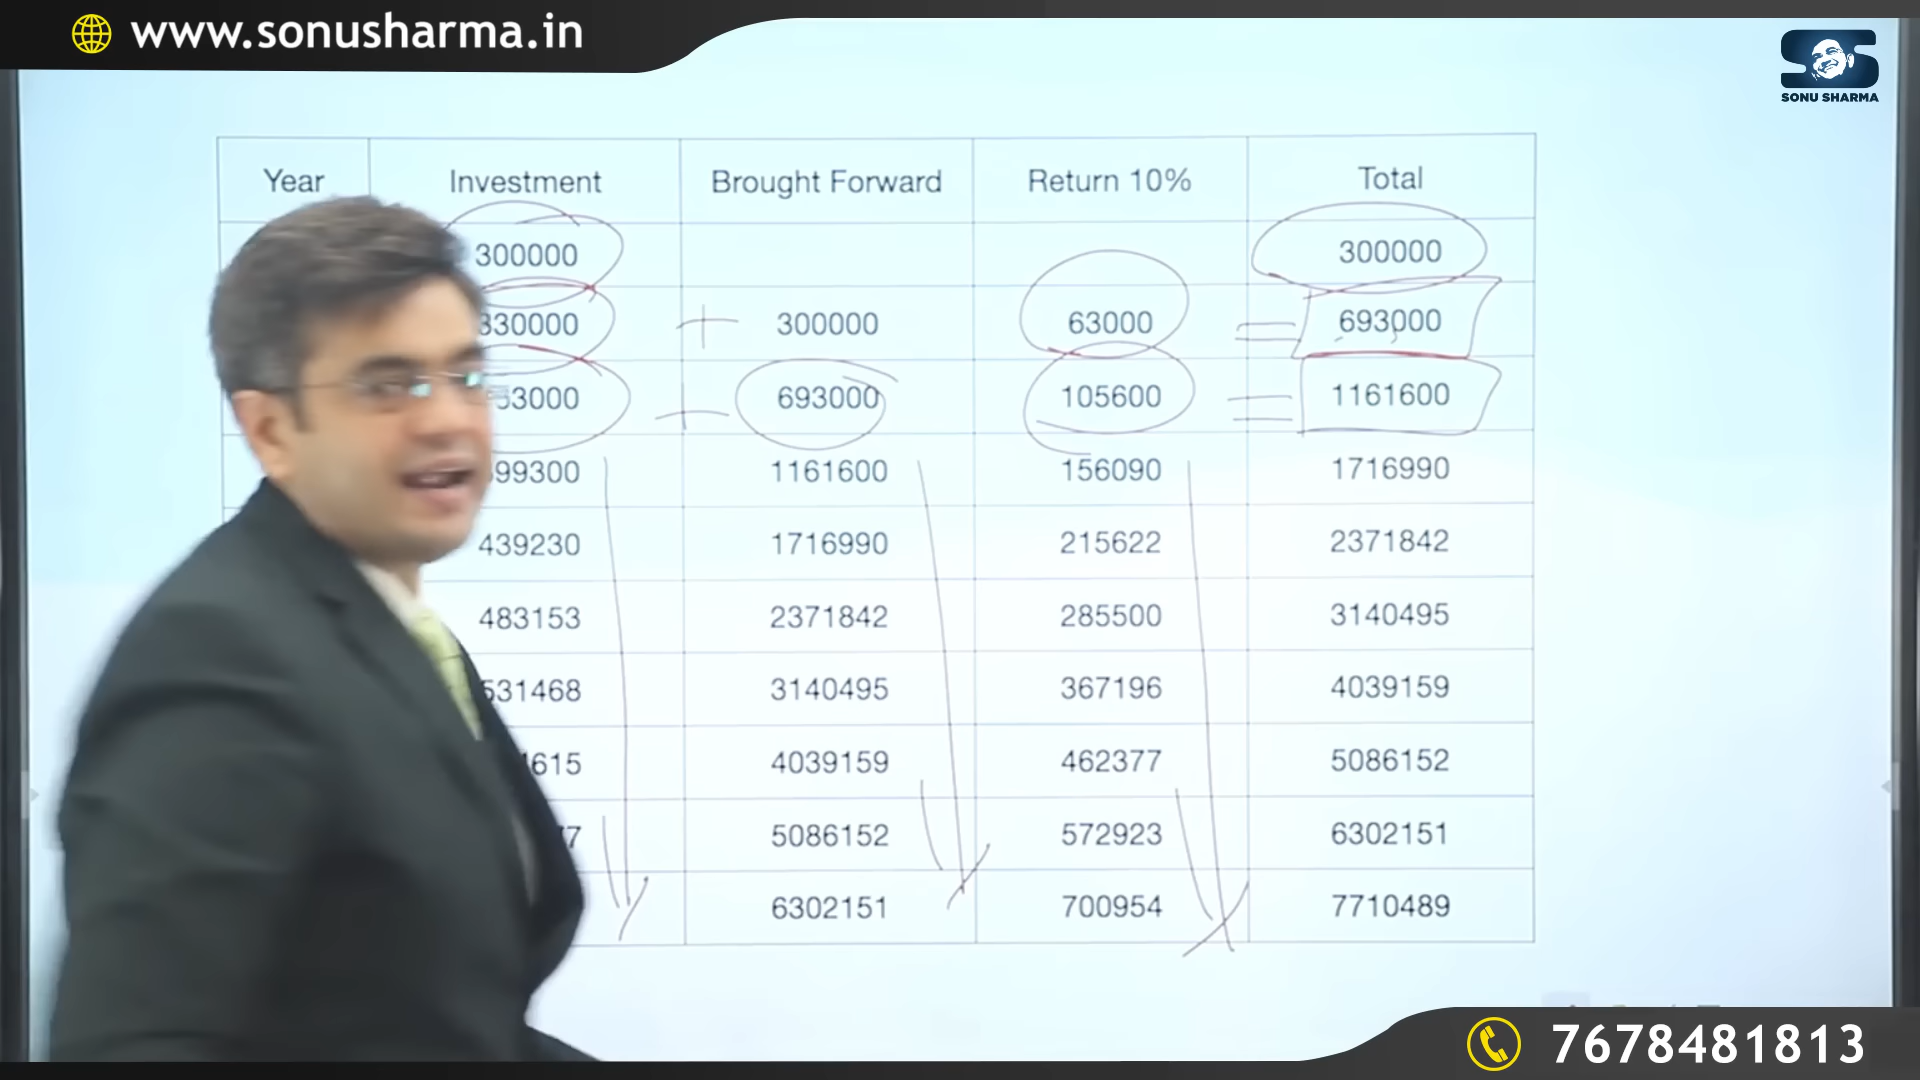 www.sonusharma.in
SS
SONU SHARMA
Year Investment Brought Forward Return 10% Total
300000 300000
330000 + 300000 63000 = 693000
+ 693000 105600 = 1161600
1161600 156090 1716990
439230 1716990 215622 2371842
483153 2371842 285500 3140495
531468 3140495 367196 4039159
4039159 462377 5086152
5086152 572923 6302151
6302151 700954 7710489
7678481813